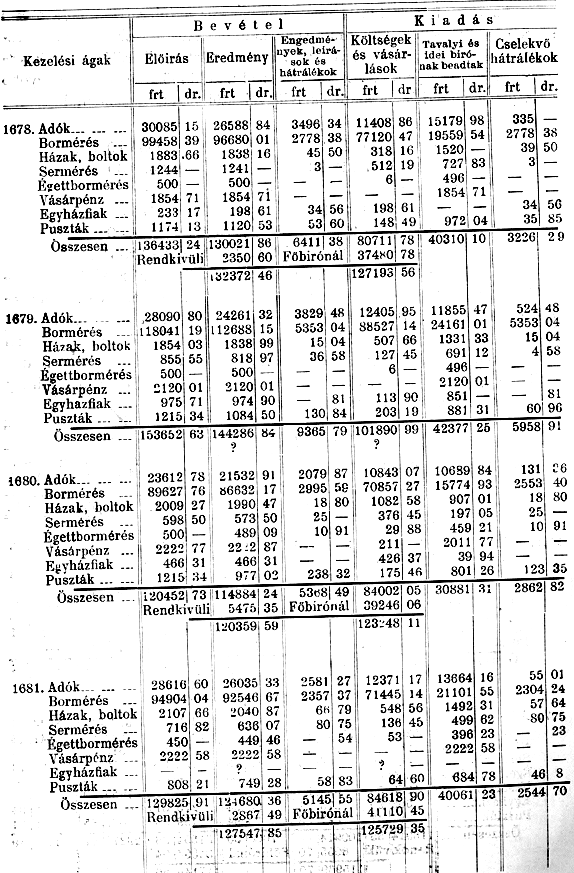 Bevétel Kiadás
Kezelési ágak Előirás Eredmény Engedmények, leírások és hátrálékok Költségek és vásárlások Tavalyi és idei birónak beadtak Cselekvő hátrálékok
frt dr. frt dr. frt dr. frt dr. frt dr. frt dr.
1678. Adók 30085 15 26588 84 3496 34 11408 86 15179 98 335 —
Bormérés 99458 39 96680 01 2778 38 77120 47 19559 54 2778 38
Házak, boltok 1883 66 1838 16 45 50 318 16 1520 — 39 50
Sermérés 1244 — 1241 — 3 — 512 19 727 83 3 —
Égettbormérés 500 — 500 — — — 6 — 496 — — —
Vásárpénz 1854 71 1854 71 — — — — 1854 71 — —
Egyházfiak 233 17 198 61 34 56 198 61 — — 34 56
Puszták 1174 13 1120 53 53 60 148 49 972 04 35 85
Összesen 136433 24 130021 86 6411 38 80711 78 40310 10 3226 29
Rendkivüli 2350 60 Főbirónál 37480 78
132372 46 127193 56
1679. Adók 28090 80 24261 32 3829 48 12405 95 11855 47 524 48
Bormérés 118041 19 112688 15 5353 04 88527 14 24161 01 5353 04
Házak, boltok 1854 03 1838 99 15 04 507 66 1331 33 15 04
Sermérés 855 55 818 97 36 58 127 45 691 12 4 58
Égettbormérés 500 — 500 — — — 6 — 496 — — —
Vásárpénz 2120 01 2120 01 — — — — 2120 01 — —
Egyházfiak 975 71 974 90 — 81 113 90 851 — — 81
Puszták 1215 34 1084 50 130 84 203 19 881 31 60 96
Összesen 153652 63 144286 84 9365 79 101890 99 42377 25 5958 91
? ?
1680. Adók 23612 78 21532 91 2079 87 10843 07 10689 84 131 26
Bormérés 89627 76 86632 17 2995 59 70857 27 15774 93 2553 40
Házak, boltok 2009 27 1990 47 18 80 1082 58 907 01 18 80
Sermérés 598 50 573 50 25 — 376 45 197 05 25 —
Égettbormérés 500 — 489 09 10 91 29 88 459 21 10 91
Vásárpénz 2222 77 87 — — 211 — 2011 77 — —
Egyházfiak 466 31 466 31 — — 426 37 39 94 — —
Puszták 1215 34 977 02 238 32 175 46 801 26 123 35
Összesen 120452 73 114884 24 5368 49 84002 05 30881 31 2862 82
Rendkivüli 5475 35 Főbirónál 39246 06
120359 59 123248 11
1681. Adók 28616 60 26035 33 2581 27 12371 17 13664 16 55 01
Bormérés 94904 04 92546 67 2357 37 71445 14 21101 55 2304 24
Házak, boltok 2107 66 2040 87 66 79 548 56 1492 31 57 64
Sermérés 716 82 636 07 80 75 136 45 499 62 80 75
Égettbormérés 450 — 449 46 — 54 53 — 396 23 — 23
Vásárpénz 2222 58 2222 58 — — — — 2222 58 — —
Egyházfiak — — ? — — — ? — — — — —
Puszták 808 21 749 28 58 83 64 60 684 78 46 8
Összesen 129825 91 124680 36 5145 55 84618 90 40061 23 2544 70
Rendkivüli 2867 49 Főbirónál 41110 45
127547 85 125729 35